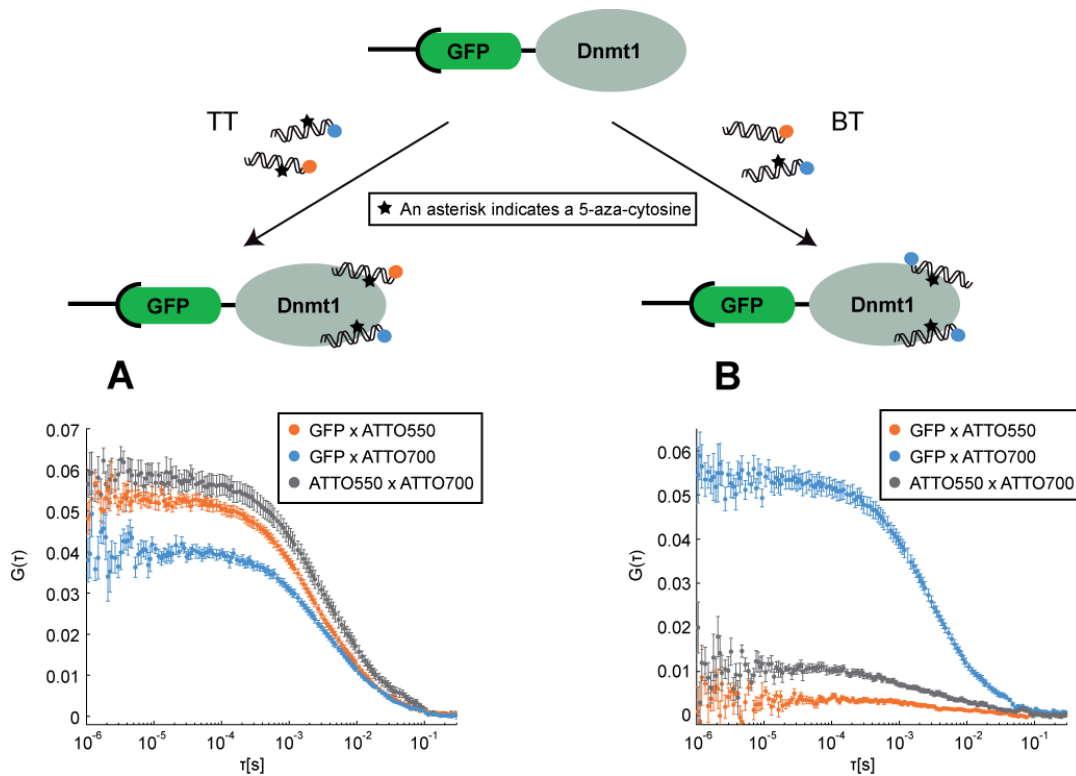 GFP
Dnmt1
TT
BT
★ An asterisk indicates a 5-aza-cytosine
GFP
Dnmt1
GFP
Dnmt1
A
B
GFP x ATTO550
GFP x ATTO700
ATTO550 x ATTO700
0.07
0.06
0.05
0.04
0.03
0.02
0.01
0
G(τ)
10⁻⁶
10⁻⁵
10⁻⁴
10⁻³
10⁻²
10⁻¹
τ[s]
GFP x ATTO550
GFP x ATTO700
ATTO550 x ATTO700
0.06
0.05
0.04
0.03
0.02
0.01
0
G(τ)
10⁻⁶
10⁻⁵
10⁻⁴
10⁻³
10⁻²
10⁻¹
τ[s]